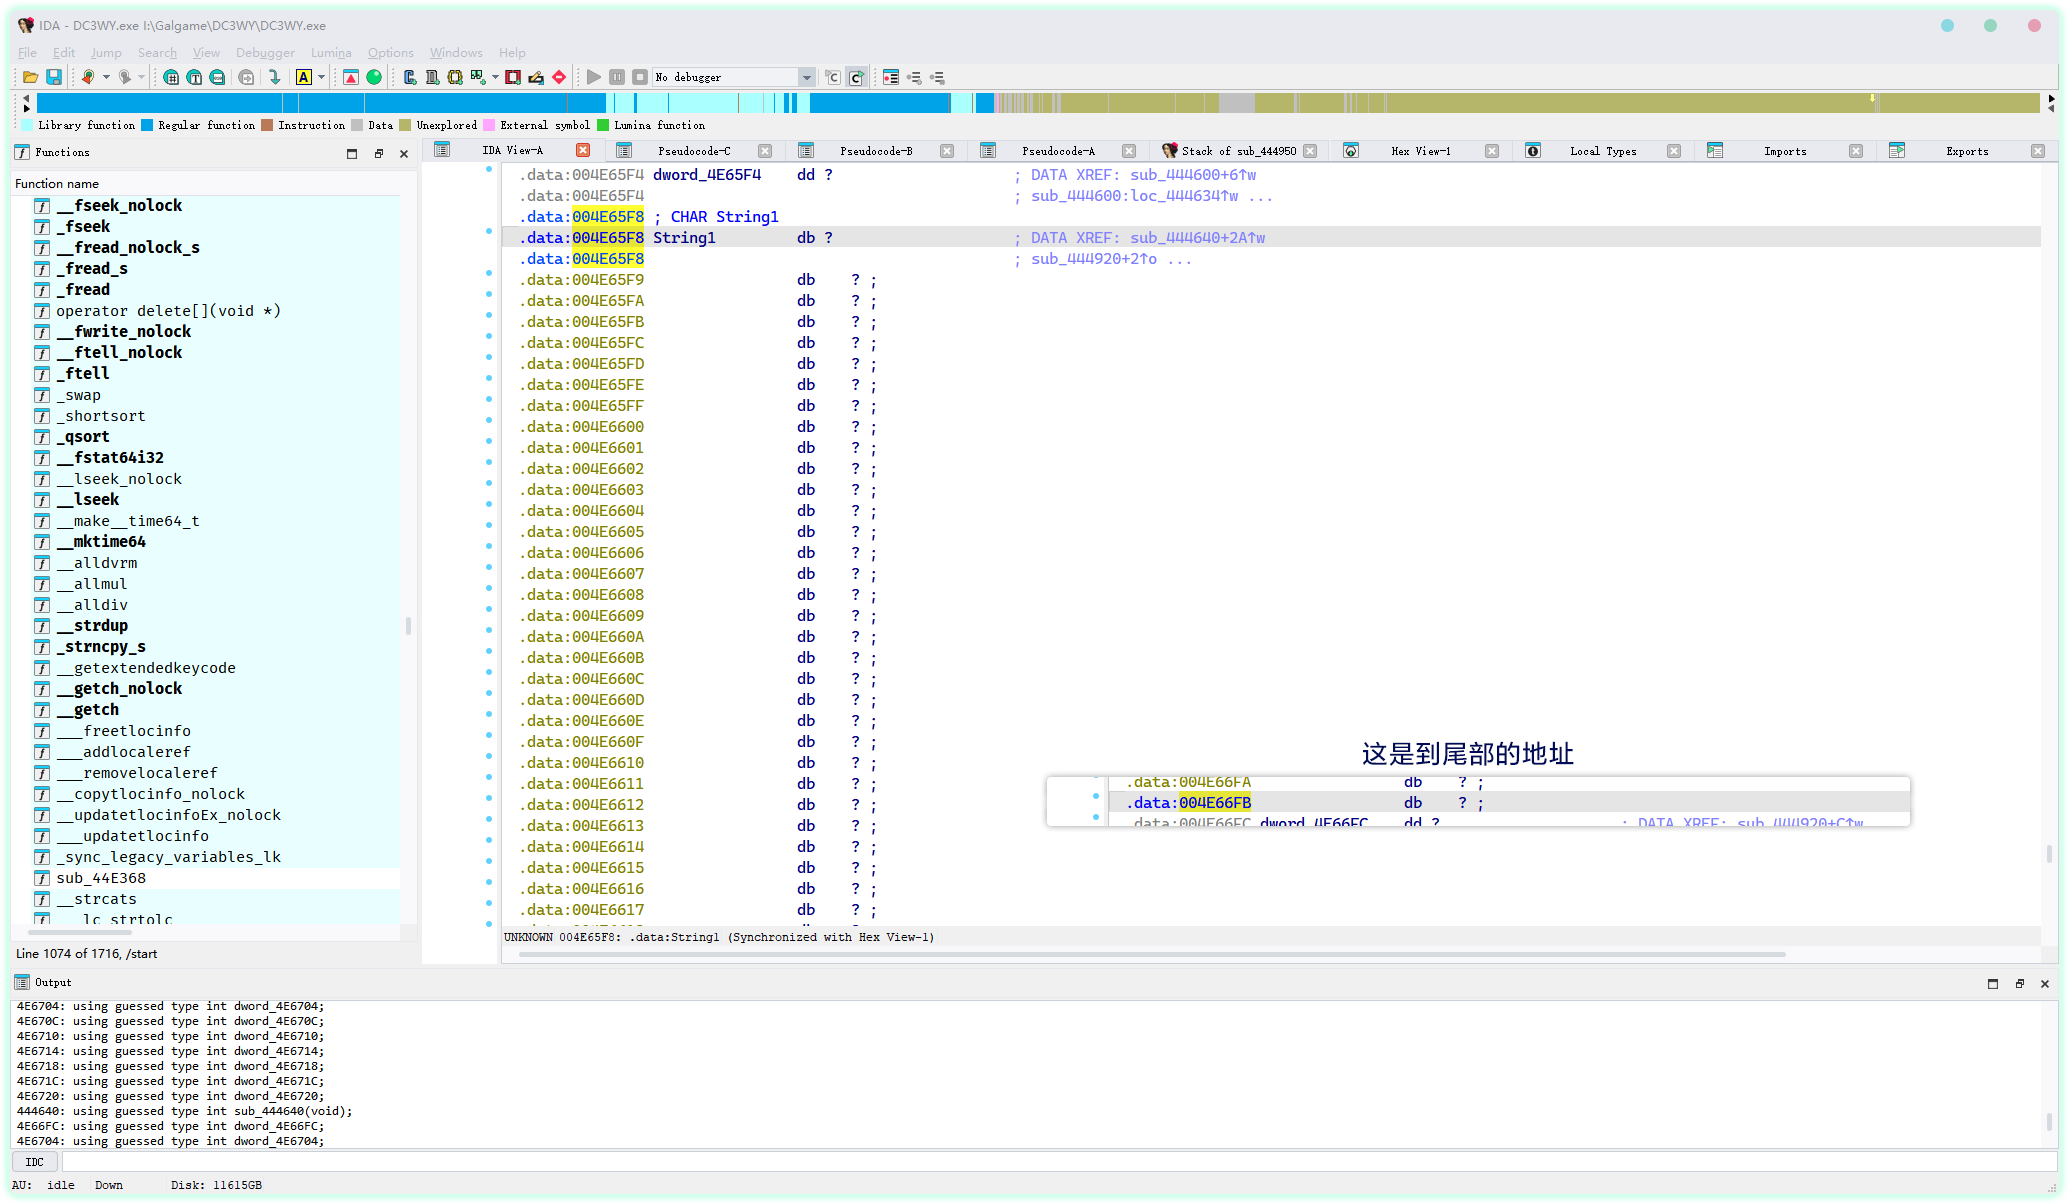 IDA - DC3WY.exe I:\Galgame\DC3WY\DC3WY.exe
File Edit Jump Search View Debugger Lumina Options Windows Help
No debugger
Library function Regular function Instruction Data Unexplored External symbol Lumina function
Functions
Function name
__fseek_nolock
_fseek
__fread_nolock_s
_fread_s
_fread
operator delete[](void *)
__fwrite_nolock
__ftell_nolock
_ftell
_swap
_shortsort
_qsort
__fstat64i32
__lseek_nolock
__lseek
__make__time64_t
__mktime64
__alldvrm
__allmul
__alldiv
__strdup
_strncpy_s
__getextendedkeycode
__getch_nolock
__getch
___freetlocinfo
___addlocaleref
___removelocaleref
__copytlocinfo_nolock
__updatetlocinfoEx_nolock
___updatetlocinfo
_sync_legacy_variables_lk
sub_44E368
__strcats
___lc_strtolc
Line 1074 of 1716, /start
IDA View-A Pseudocode-C Pseudocode-B Pseudocode-A Stack of sub_444950 Hex View-1 Local Types Imports Exports
.data:004E65F4 dword_4E65F4 dd ? ; DATA XREF: sub_444600+6↑w
.data:004E65F4 ; sub_444600:loc_444634↑w ...
.data:004E65F8 ; CHAR String1
.data:004E65F8 String1 db ? ; DATA XREF: sub_444640+2A↑w
.data:004E65F8 ; sub_444920+2↑o ...
.data:004E65F9 db ? ;
.data:004E65FA db ? ;
.data:004E65FB db ? ;
.data:004E65FC db ? ;
.data:004E65FD db ? ;
.data:004E65FE db ? ;
.data:004E65FF db ? ;
.data:004E6600 db ? ;
.data:004E6601 db ? ;
.data:004E6602 db ? ;
.data:004E6603 db ? ;
.data:004E6604 db ? ;
.data:004E6605 db ? ;
.data:004E6606 db ? ;
.data:004E6607 db ? ;
.data:004E6608 db ? ;
.data:004E6609 db ? ;
.data:004E660A db ? ;
.data:004E660B db ? ;
.data:004E660C db ? ;
.data:004E660D db ? ;
.data:004E660E db ? ;
.data:004E660F db ? ;
.data:004E6610 db ? ;
.data:004E6611 db ? ;
.data:004E6612 db ? ;
.data:004E6613 db ? ;
.data:004E6614 db ? ;
.data:004E6615 db ? ;
.data:004E6616 db ? ;
.data:004E6617 db ? ;
这是到尾部的地址
.data:004E66FA db ? ;
.data:004E66FB db ? ;
.data:004E66FC dword_4E66FC dd ? ; DATA XREF: sub_444920+C↑w
UNKNOWN 004E65F8: .data:String1 (Synchronized with Hex View-1)
Output
4E6704: using guessed type int dword_4E6704;
4E670C: using guessed type int dword_4E670C;
4E6710: using guessed type int dword_4E6710;
4E6714: using guessed type int dword_4E6714;
4E6718: using guessed type int dword_4E6718;
4E671C: using guessed type int dword_4E671C;
4E6720: using guessed type int dword_4E6720;
444640: using guessed type int sub_444640(void);
4E66FC: using guessed type int dword_4E66FC;
4E6704: using guessed type int dword_4E6704;
IDC
AU: idle Down Disk: 11615GB